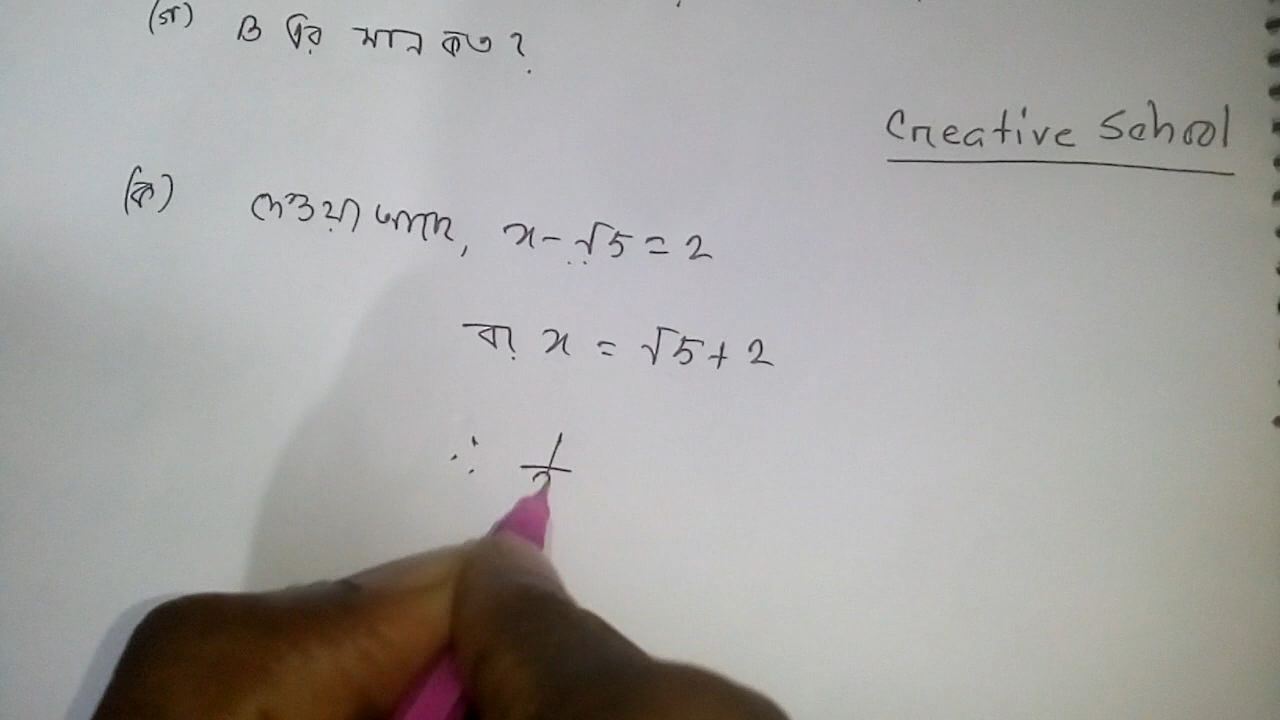 (গ) B এর মান কত ?
Creative School
(ক) দেওয়া আছে, x - √5 = 2
বা, x = √5 + 2
∴ 1/x